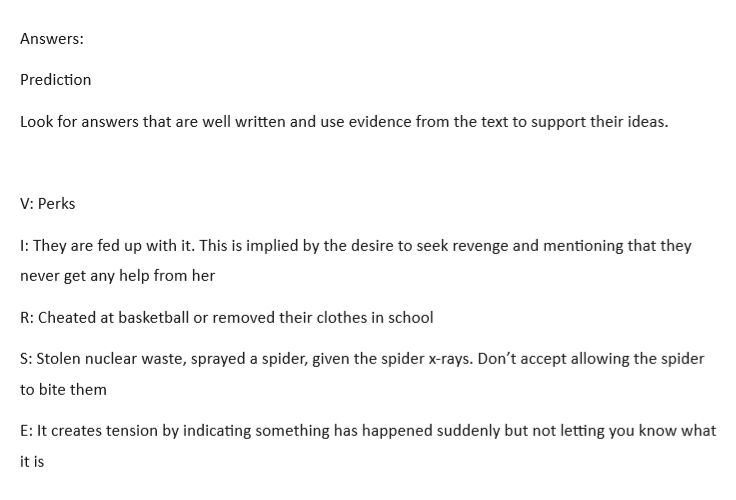 Answers:
Prediction
Look for answers that are well written and use evidence from the text to support their ideas.
V: Perks
I: They are fed up with it. This is implied by the desire to seek revenge and mentioning that they
never get any help from her
R: Cheated at basketball or removed their clothes in school
S: Stolen nuclear waste, sprayed a spider, given the spider x-rays. Don’t accept allowing the spider
to bite them
E: It creates tension by indicating something has happened suddenly but not letting you know what
it is